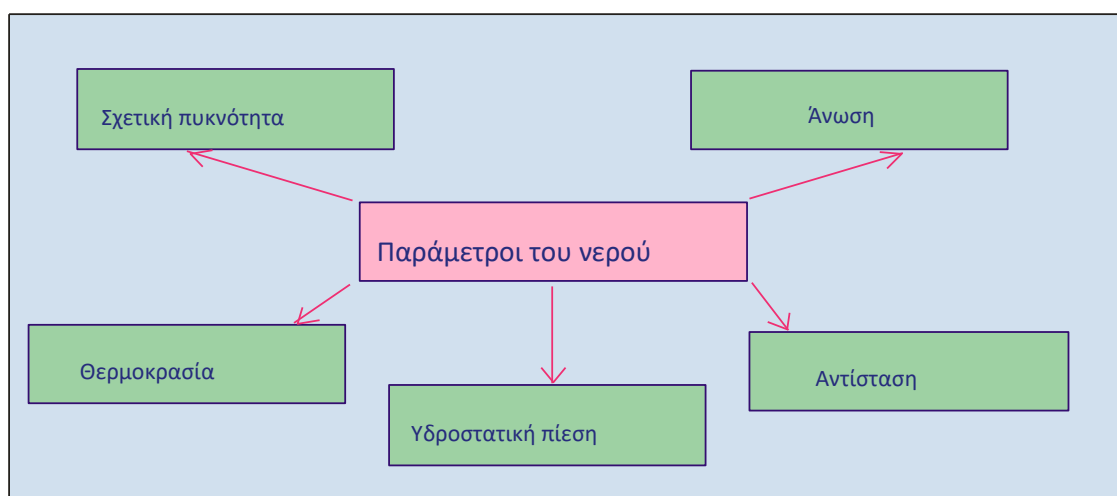 Σχετική πυκνότητα
Άνωση
Παράμετροι του νερού
Θερμοκρασία
Αντίσταση
Υδροστατική πίεση